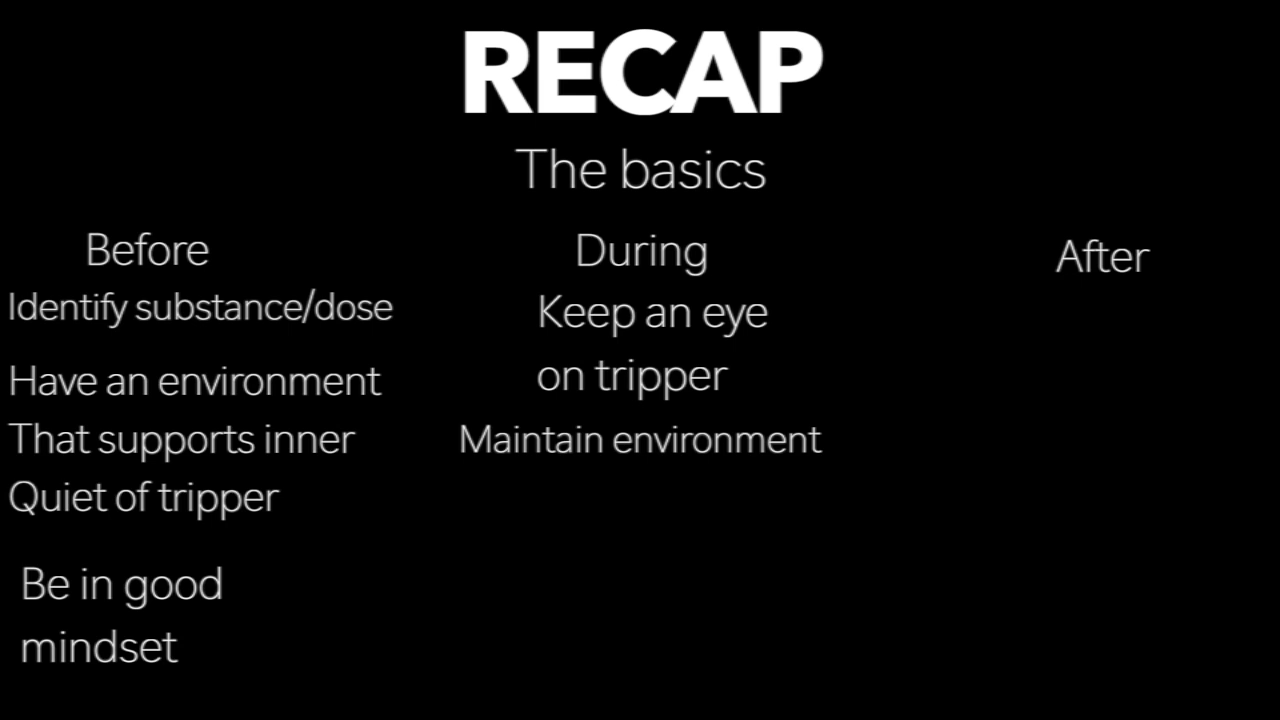 RECAP
The basics
Before
Identify substance/dose
Have an environment
That supports inner
Quiet of tripper
Be in good
mindset
During
Keep an eye
on tripper
Maintain environment
After